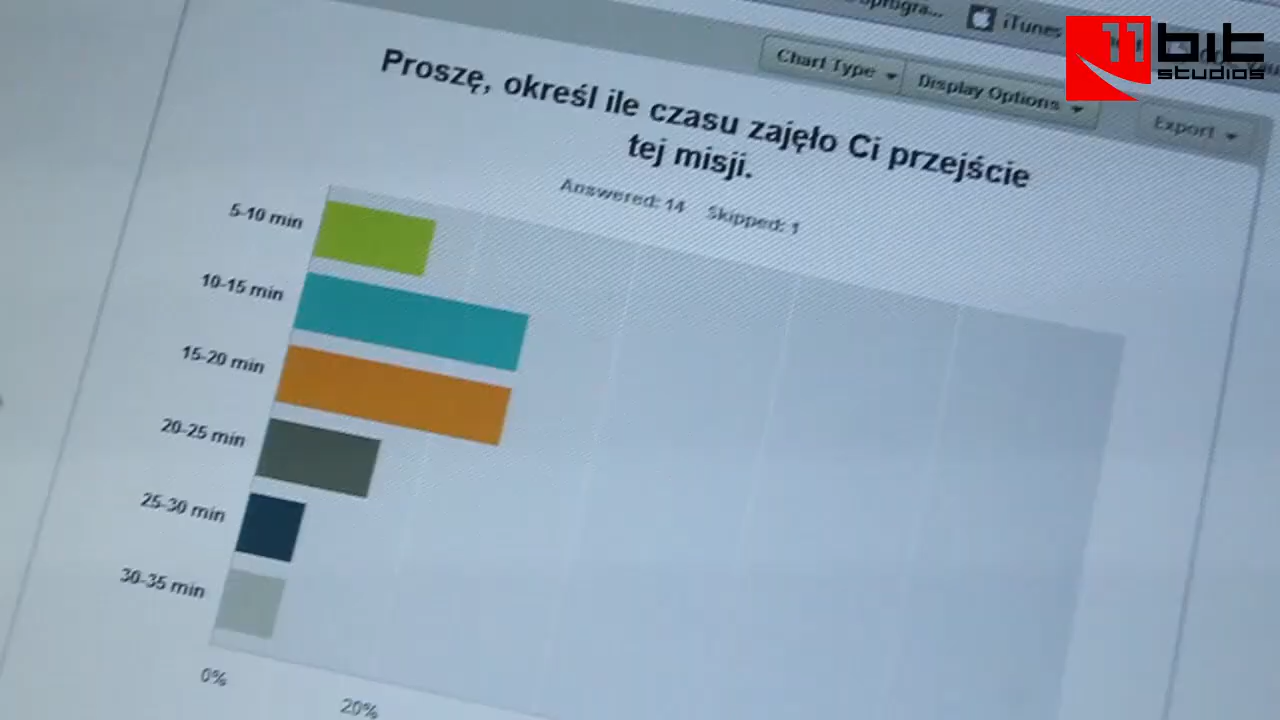 iTunes
11 bit
studios
Chart Type
Display Options
Export
Proszę, określ ile czasu zajęło Ci przejście
tej misji.
Answered: 14 Skipped: 1
5-10 min
10-15 min
15-20 min
20-25 min
25-30 min
30-35 min
0%
20%